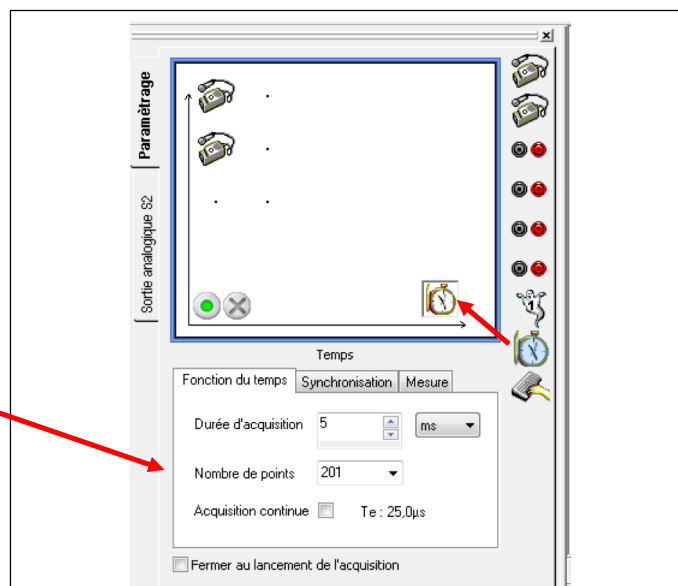 Paramètrage
Sortie analogique S2
1
Temps
Fonction du temps Synchronisation Mesure
Durée d'acquisition 5 ms
Nombre de points 201
Acquisition continue Te : 25,0µs
Fermer au lancement de l'acquisition